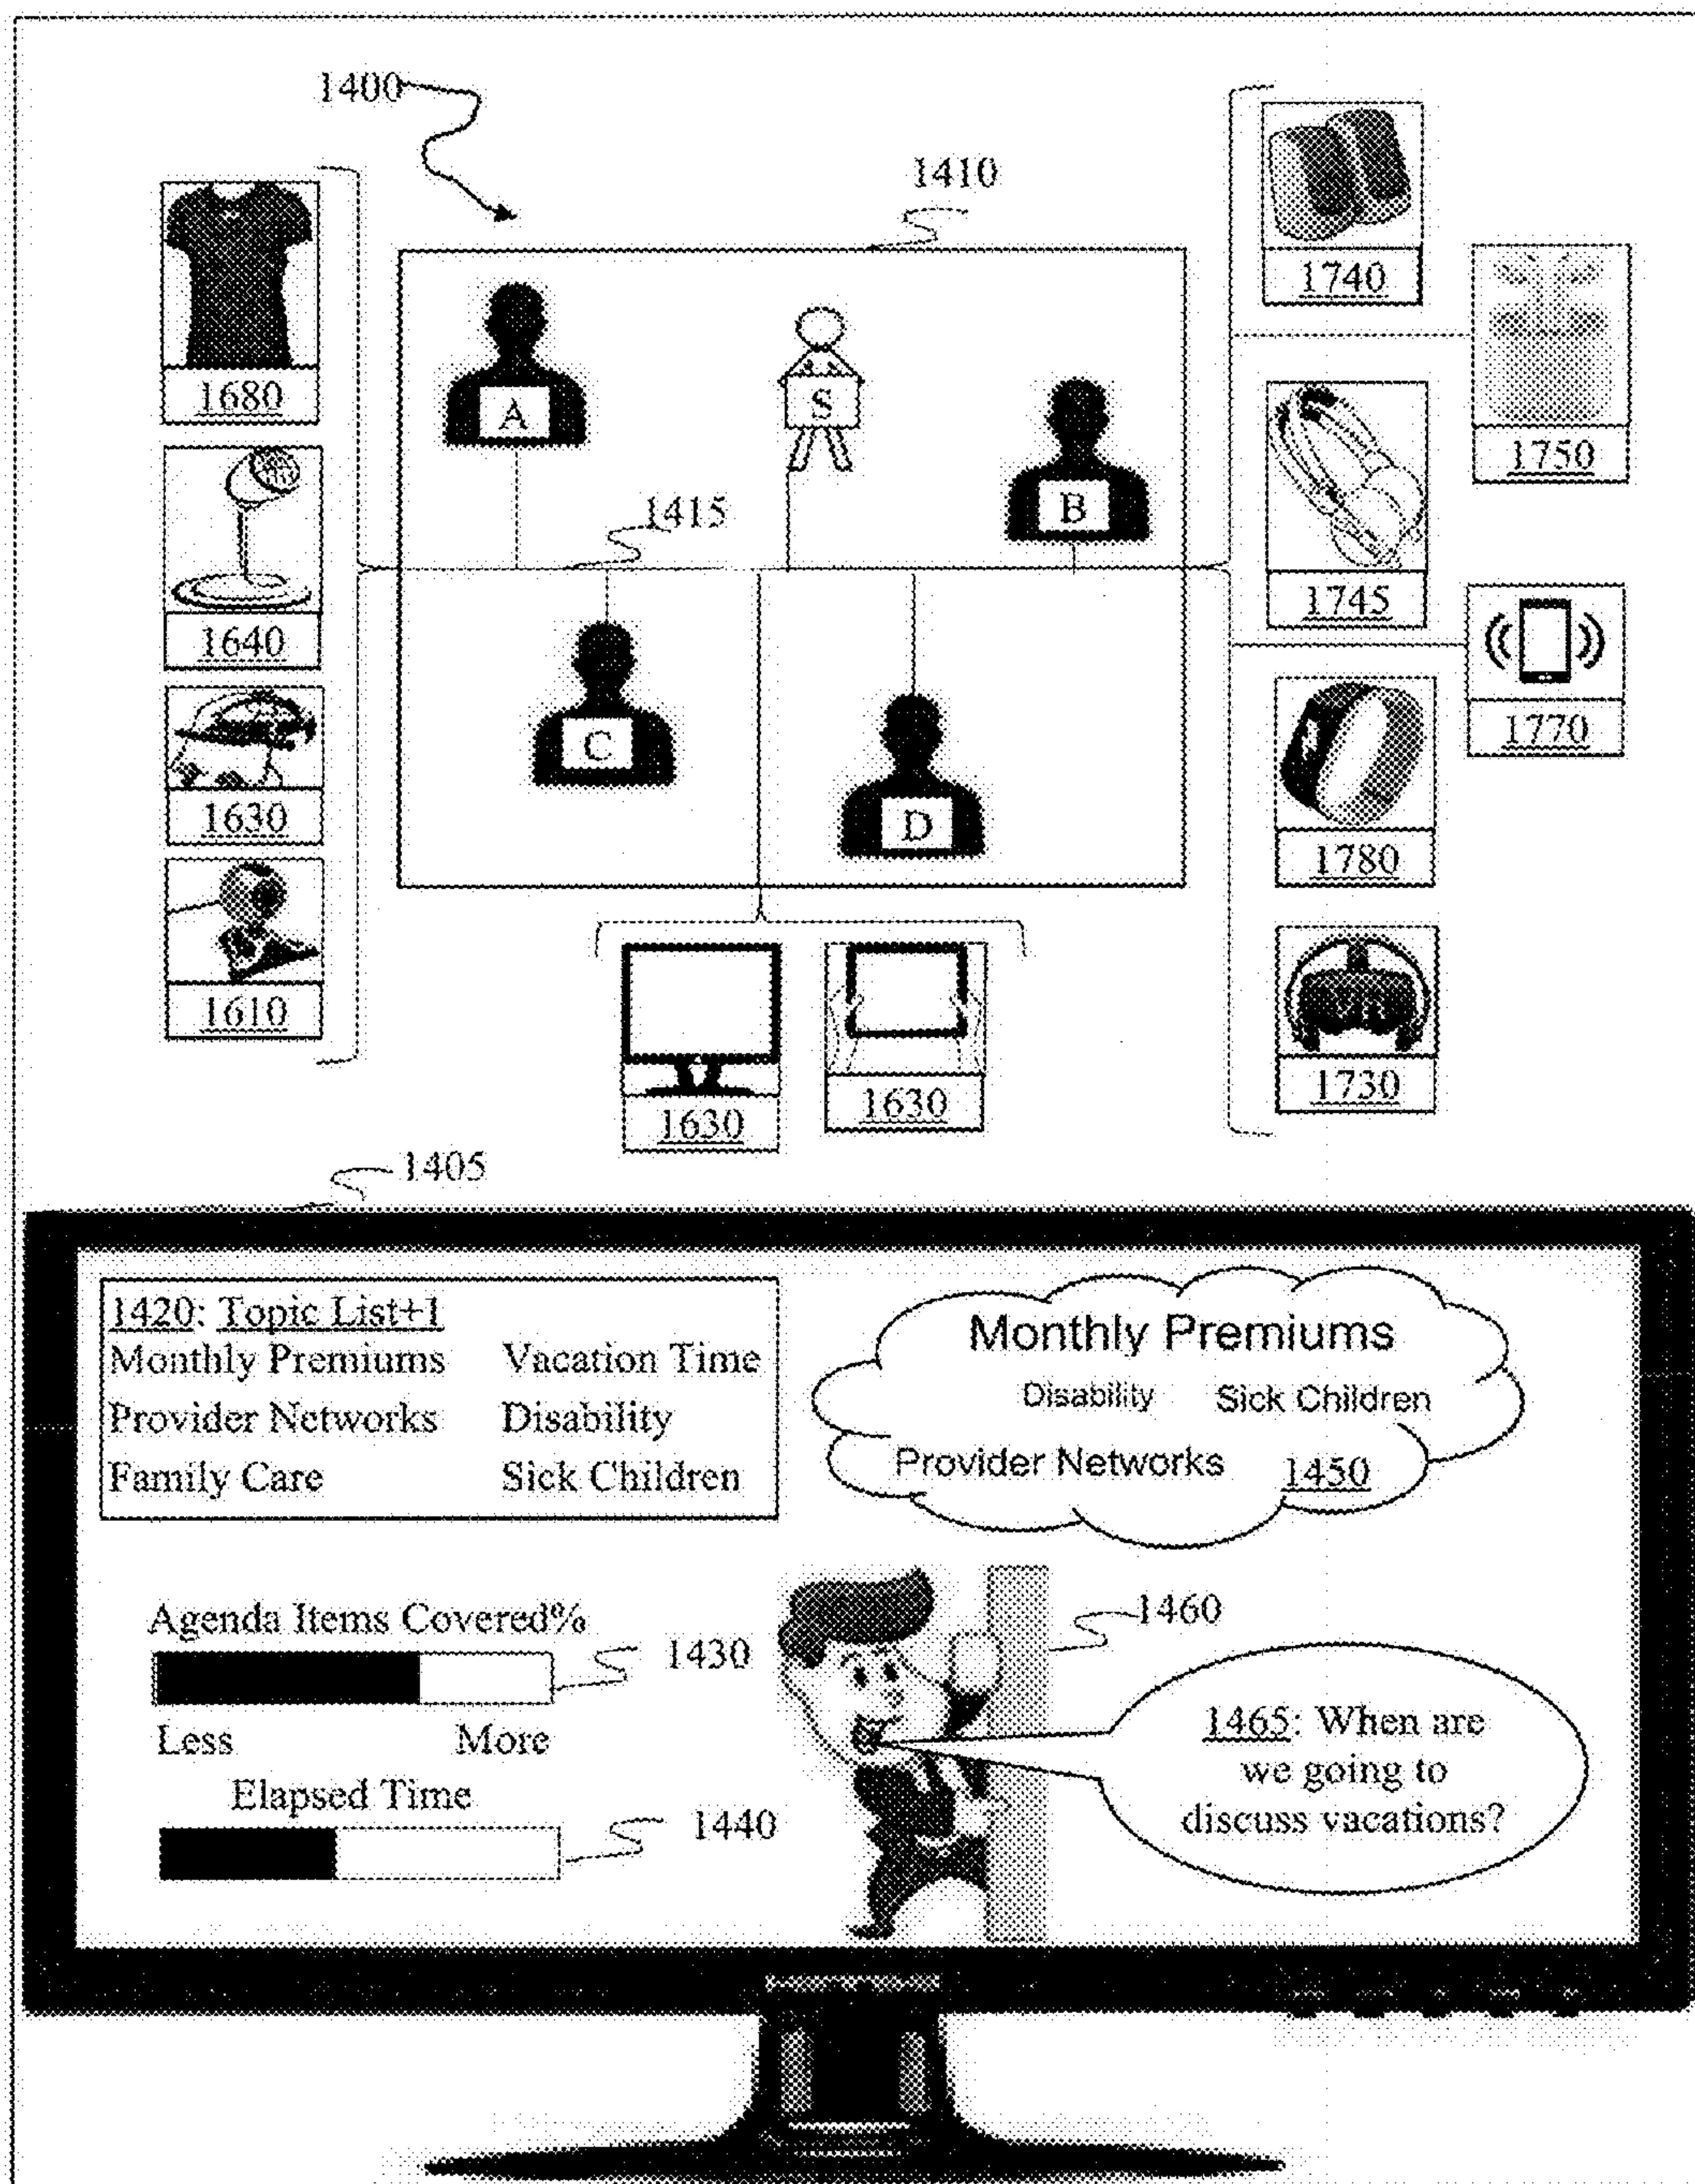 1400
1410
1680
A
S
B
1740
1750
1640
1415
1745
1630
C
D
1770
1610
1780
1630
1630
1730
1405
1420: Topic List+1
Monthly Premiums Vacation Time
Provider Networks Disability
Family Care Sick Children
Monthly Premiums
Disability Sick Children
Provider Networks 1450
Agenda Items Covered%
1430
Less More
Elapsed Time
1440
1460
1465: When are
we going to
discuss vacations?